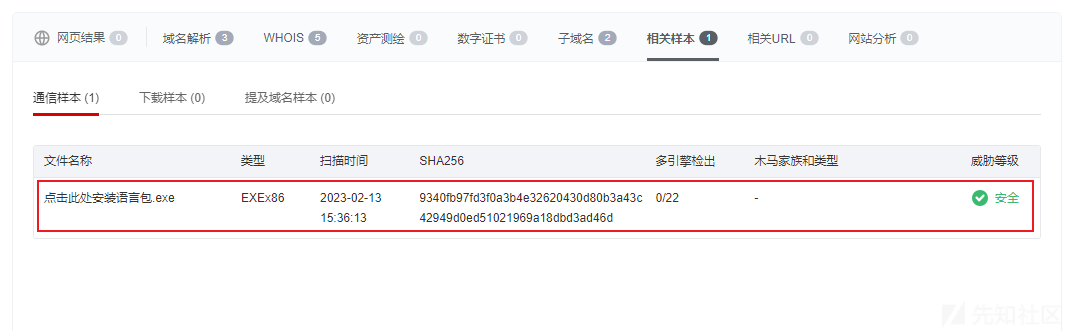 网页结果 0 域名解析 3 WHOIS 5 资产测绘 0 数字证书 0 子域名 2 相关样本 1 相关URL 0 网站分析 0
通信样本 (1) 下载样本 (0) 提及域名样本 (0)
文件名称 类型 扫描时间 SHA256 多引擎检出 木马家族和类型 威胁等级
点击此处安装语言包.exe EXEx86 2023-02-13 9340fb97fd3f0a3b4e32620430d80b3a43c 0/22 - 安全
15:36:13 42949d0ed51021969a18dbd3ad46d
先知社区